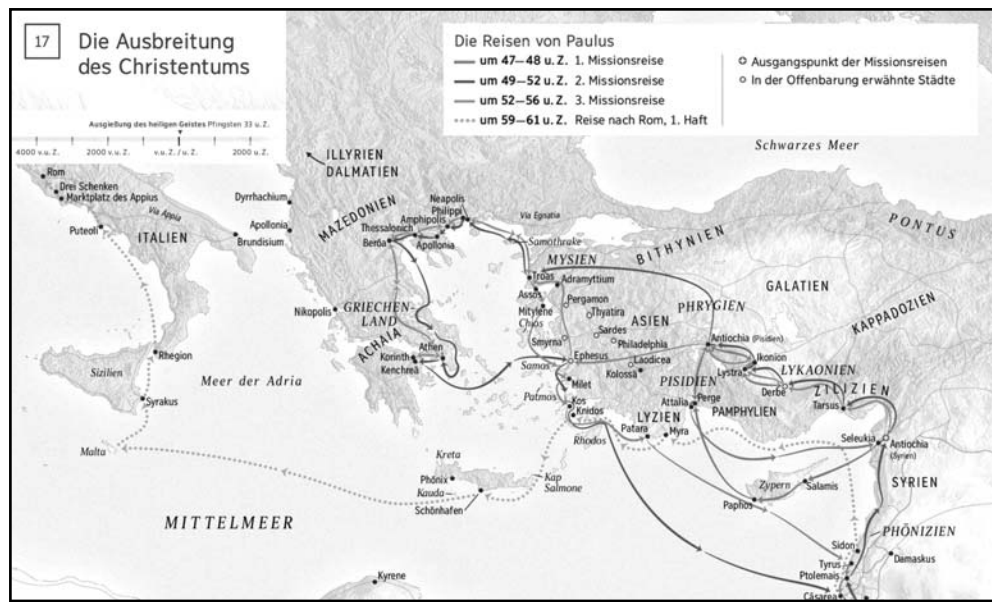 17
Die Ausbreitung
des Christentums
Ausgießung des heiligen Geistes Pfingsten 33 u. Z.
4000 v. u. Z.
2000 v. u. Z.
v. u. Z. / u. Z.
2000 u. Z.
Die Reisen von Paulus
um 47—48 u. Z. 1. Missionsreise
um 49—52 u. Z. 2. Missionsreise
um 52—56 u. Z. 3. Missionsreise
um 59—61 u. Z. Reise nach Rom, 1. Haft
Ausgangspunkt der Missionsreisen
In der Offenbarung erwähnte Städte
Schwarzes Meer
ILLYRIEN
DALMATIEN
Rom
Drei Schenken
Marktplatz des Appius
Via Appia
Puteoli
ITALIEN
Brundisium
Dyrrhachium
Apollonia
MAZEDONIEN
Neapolis
Philippi
Amphipolis
Thessalonich
Beröa
Apollonia
Via Egnatia
Samothrake
BITHYNIEN
PONTUS
MYSIEN
Troas
Adramyttium
Assos
Mitylene
Chios
Pergamon
Thyatira
PHRYGIEN
GALATIEN
KAPPADOZIEN
Nikopolis
GRIECHEN-
LAND
ACHAIA
Athen
Korinth
Kenchreä
ASIEN
Smyrna
Sardes
Philadelphia
Ephesus
Laodicea
Kolossä
Samos
Milet
Patmos
Antiochia (Pisidien)
Ikonion
Lystra
LYKAONIEN
Derbe
ZILIZIEN
Tarsus
PISIDIEN
Perge
Attalia
PAMPHYLIEN
LYZIEN
Kos
Knidos
Rhodos
Patara
Myra
Seleukia
Antiochia
(Syrien)
SYRIEN
Rhegion
Sizilien
Syrakus
Meer der Adria
Malta
Kreta
Phönix
Kauda
Schönhafen
Kap
Salmone
Zypern
Salamis
Paphos
MITTELMEER
PHÖNIZIEN
Sidon
Tyrus
Ptolemais
Cäsarea
Damaskus
Kyrene